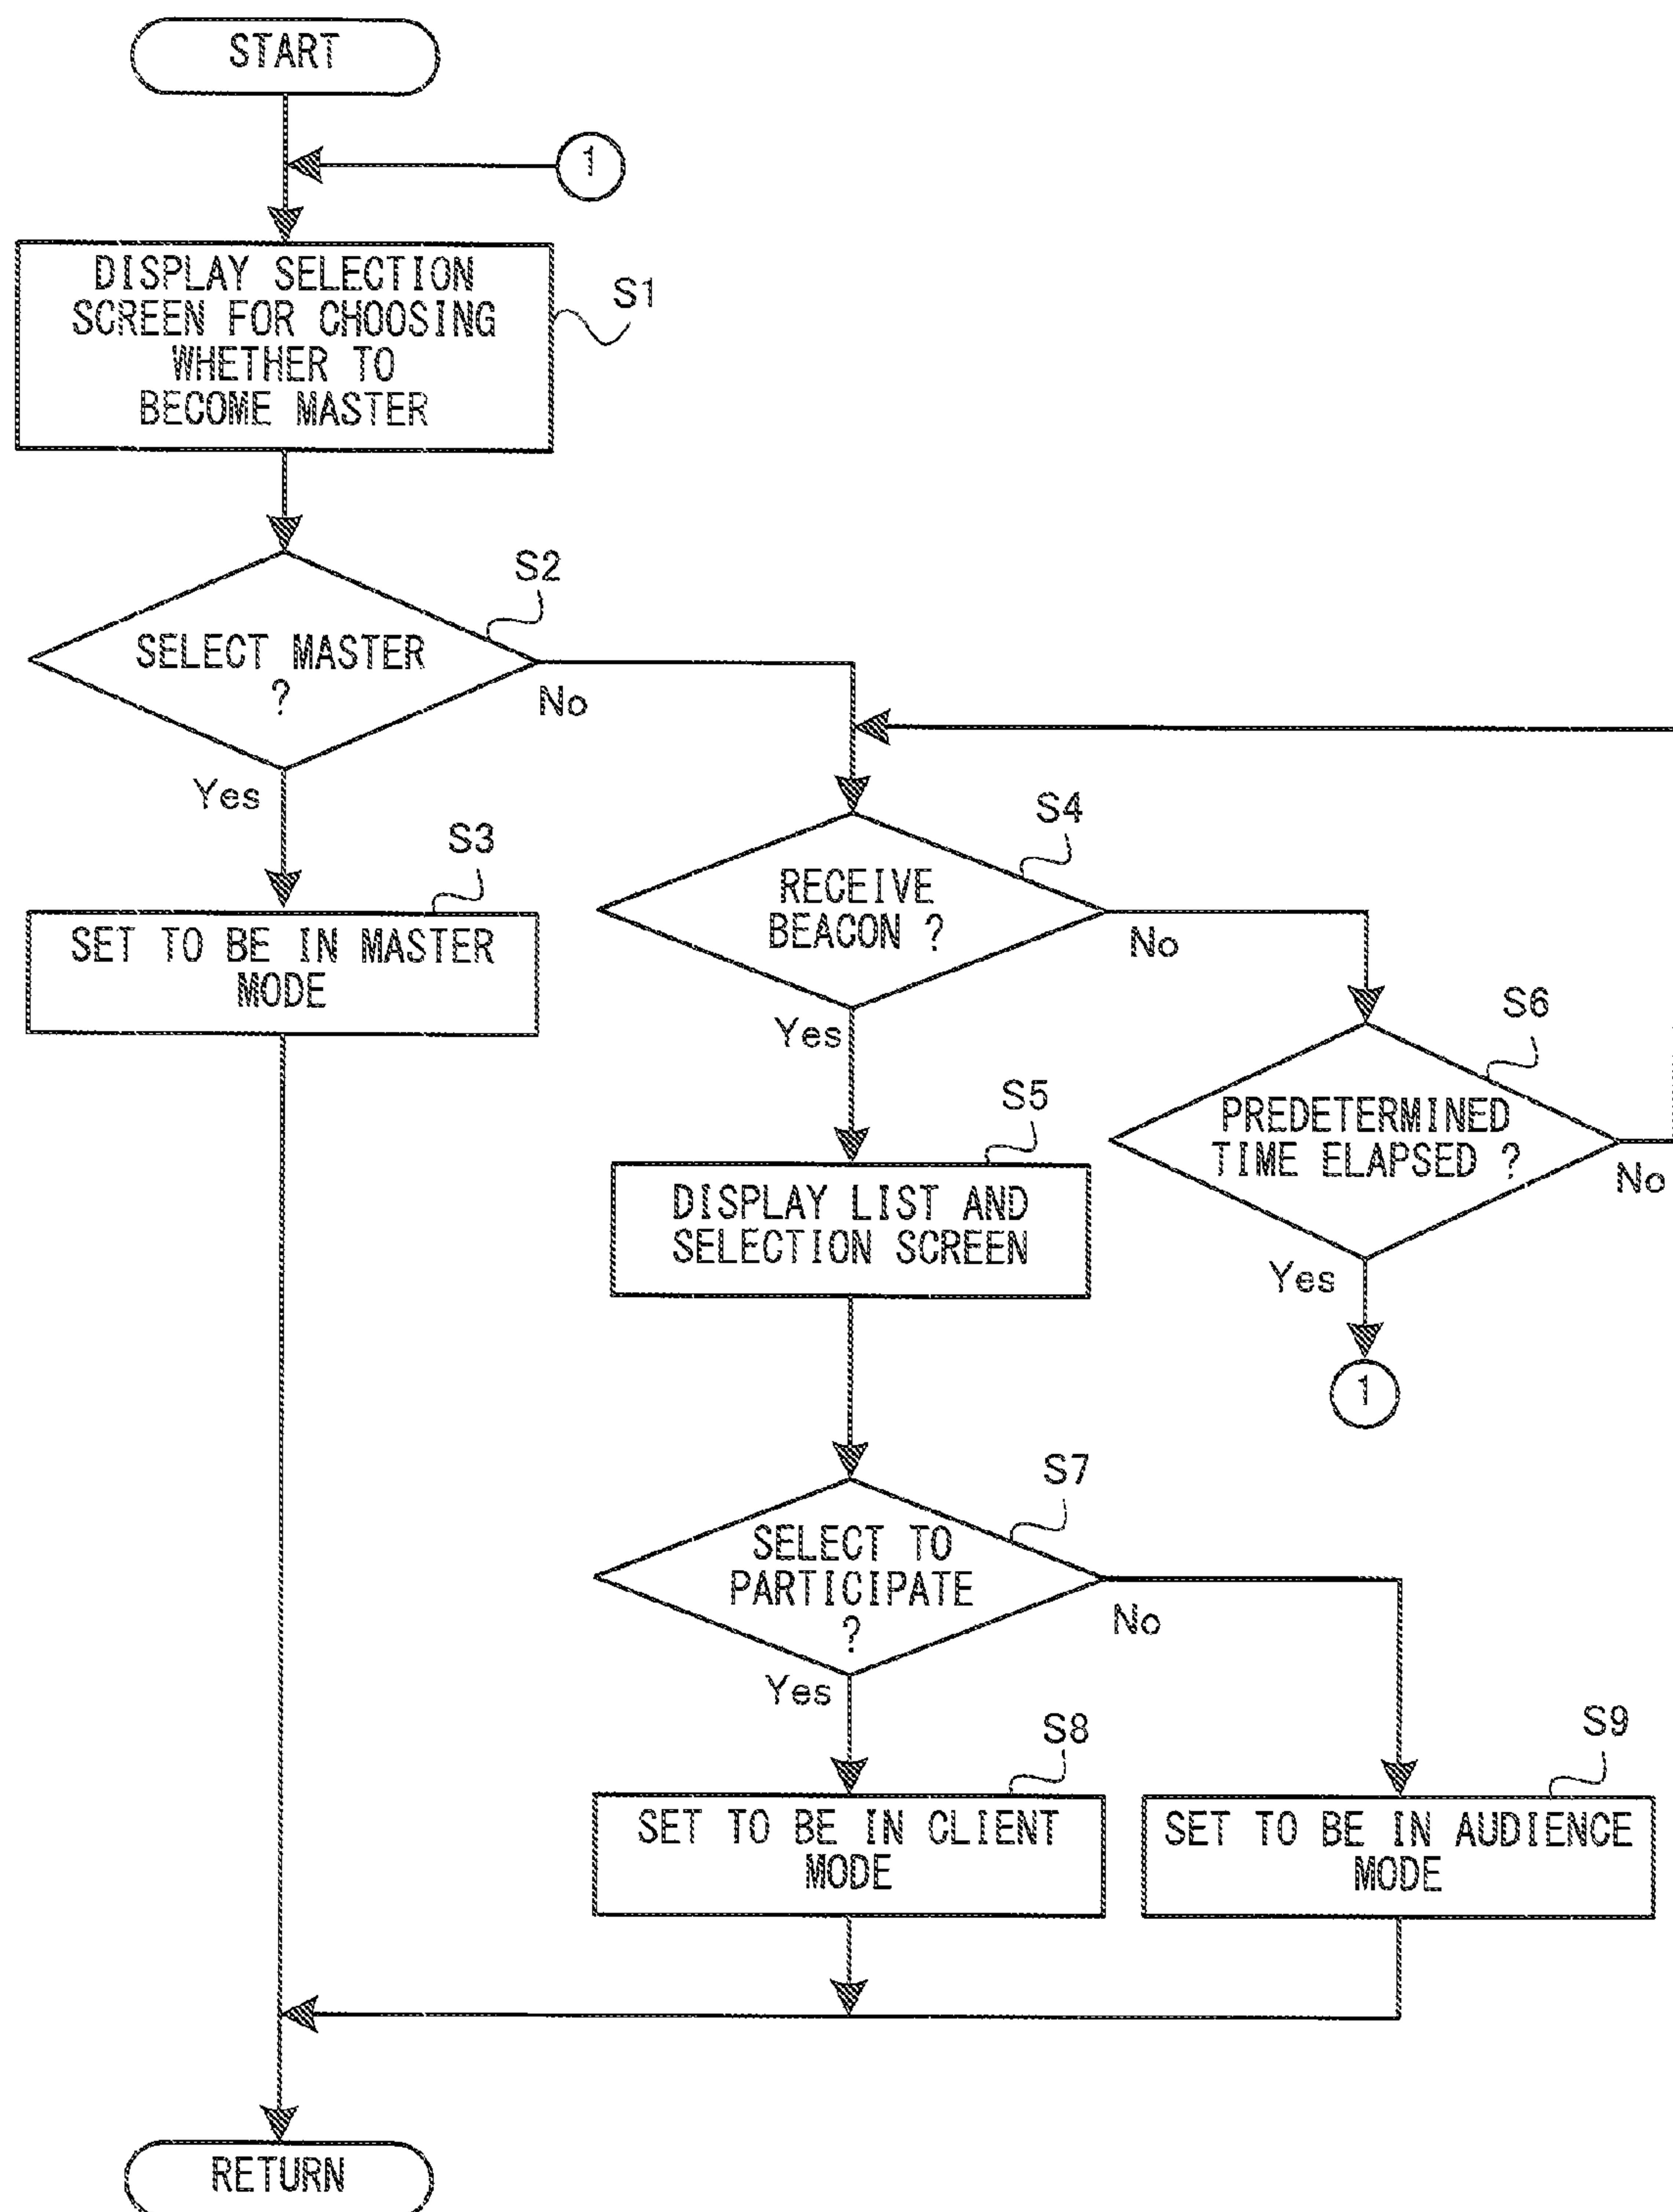 START
1
DISPLAY SELECTION
SCREEN FOR CHOOSING
WHETHER TO
BECOME MASTER
S1
S2
SELECT MASTER
?
No
Yes
S3
SET TO BE IN MASTER
MODE
S4
RECEIVE
BEACON ?
No
Yes
S6
PREDETERMINED
TIME ELAPSED ?
No
Yes
1
S5
DISPLAY LIST AND
SELECTION SCREEN
S7
SELECT TO
PARTICIPATE
?
No
Yes
S8
SET TO BE IN CLIENT
MODE
S9
SET TO BE IN AUDIENCE
MODE
RETURN